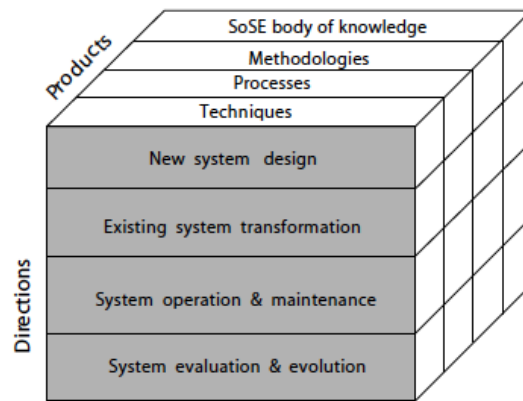 SoSE body of knowledge
Methodologies
Processes
Techniques
Products
New system design
Existing system transformation
System operation & maintenance
System evaluation & evolution
Directions